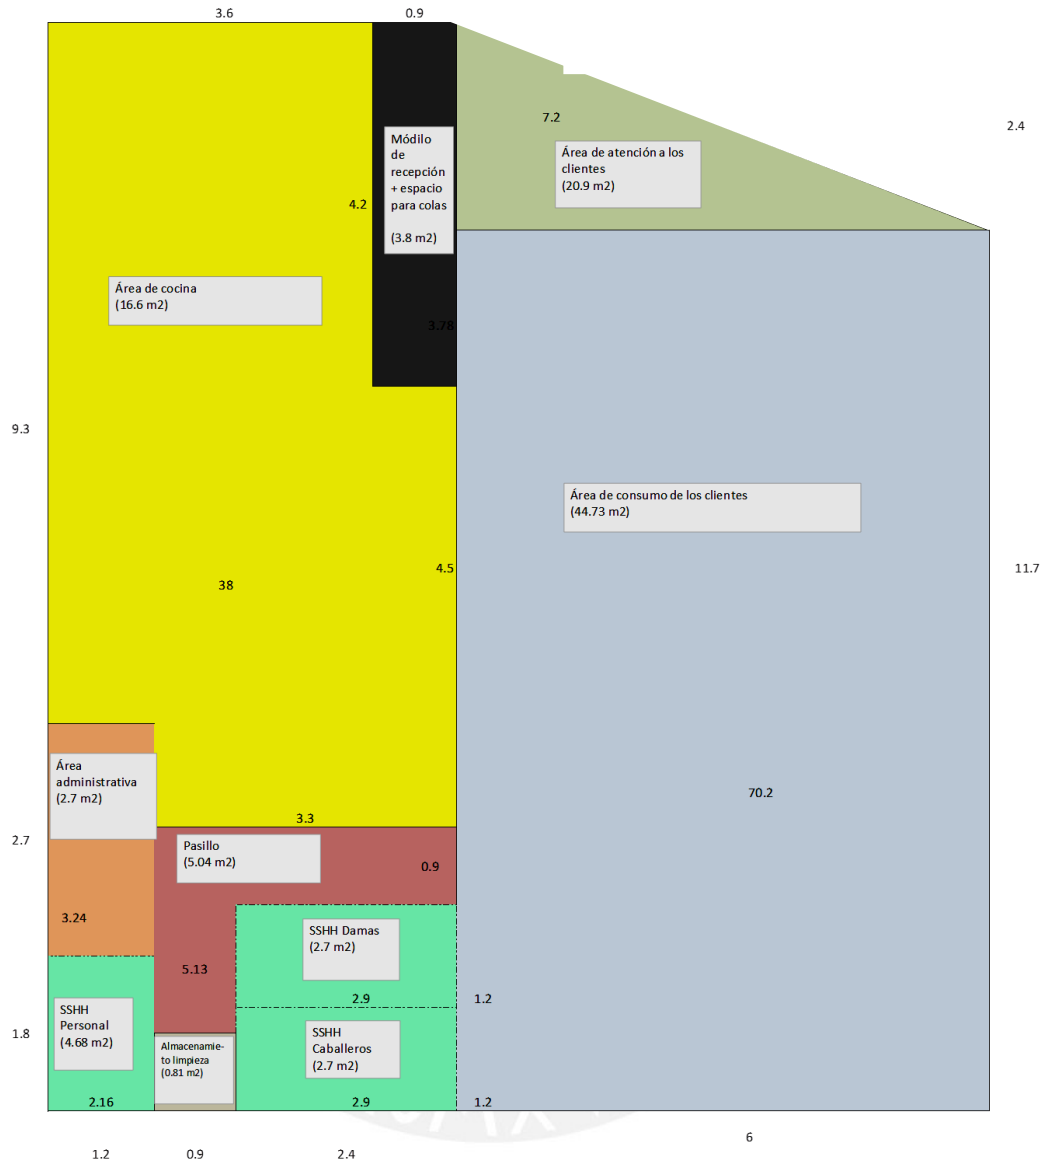 3.6
0.9
7.2
2.4
Módilo
de
recepción
+ espacio
para colas
(3.8 m2)
Área de atención a los
clientes
(20.9 m2)
4.2
Área de cocina
(16.6 m2)
3.78
9.3
Área de consumo de los clientes
(44.73 m2)
4.5
11.7
38
Área
administrativa
(2.7 m2)
70.2
3.3
2.7
Pasillo
(5.04 m2)
0.9
3.24
SSHH Damas
(2.7 m2)
5.13
2.9
1.2
SSHH
Personal
(4.68 m2)
1.8
Almacenamie-
to limpieza
(0.81 m2)
SSHH
Caballeros
(2.7 m2)
2.16
2.9
1.2
6
1.2
0.9
2.4